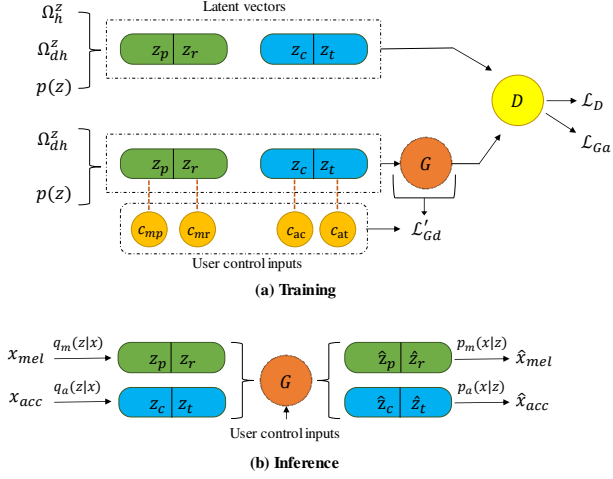 Latent vectors
Ω_h^z
Ω_dh^z
p(z)
z_p z_r
z_c z_t
D
ℒ_D
ℒ_Ga
Ω_dh^z
p(z)
z_p z_r
z_c z_t
G
c_mp c_mr c_ac c_at
ℒ'_Gd
User control inputs
(a) Training
x_mel q_m(z|x) z_p z_r ẑ_p ẑ_r p_m(x|z) x̂_mel
G
x_acc q_a(z|x) z_c z_t ẑ_c ẑ_t p_a(x|z) x̂_acc
User control inputs
(b) Inference